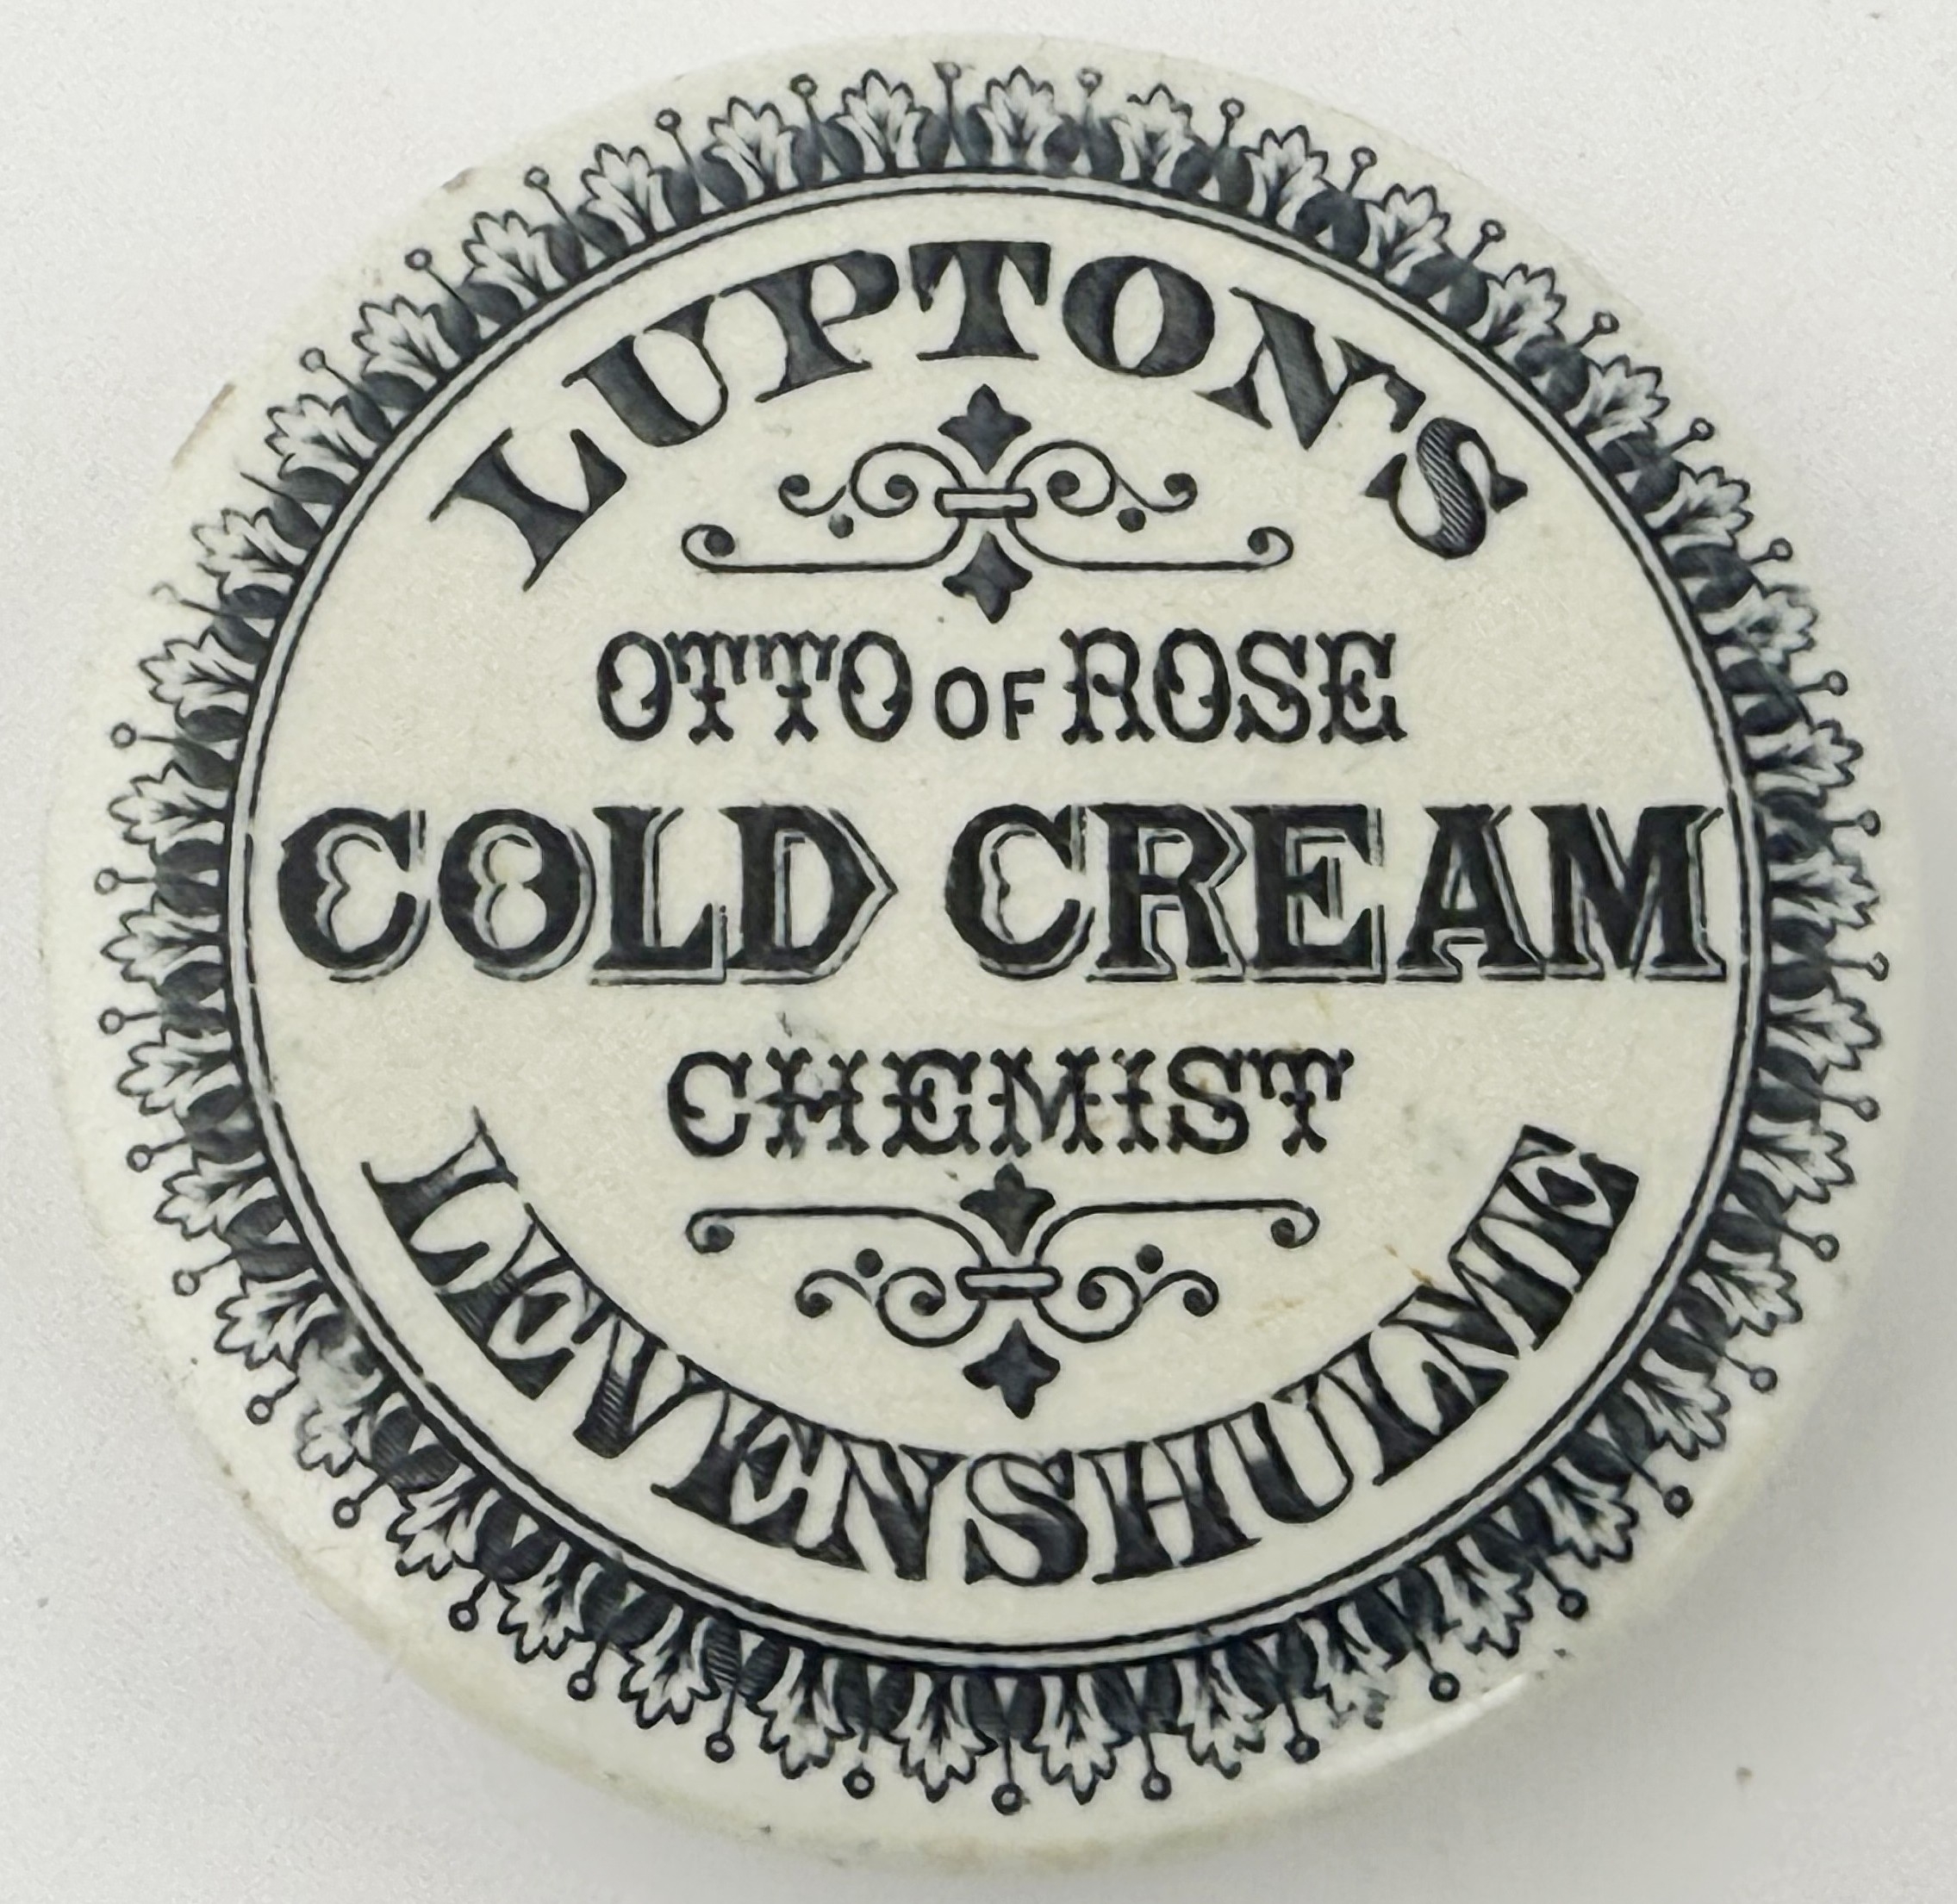 LUPTON'S
OTTO OF ROSE
COLD CREAM
CHEMIST
LEVENSHULME